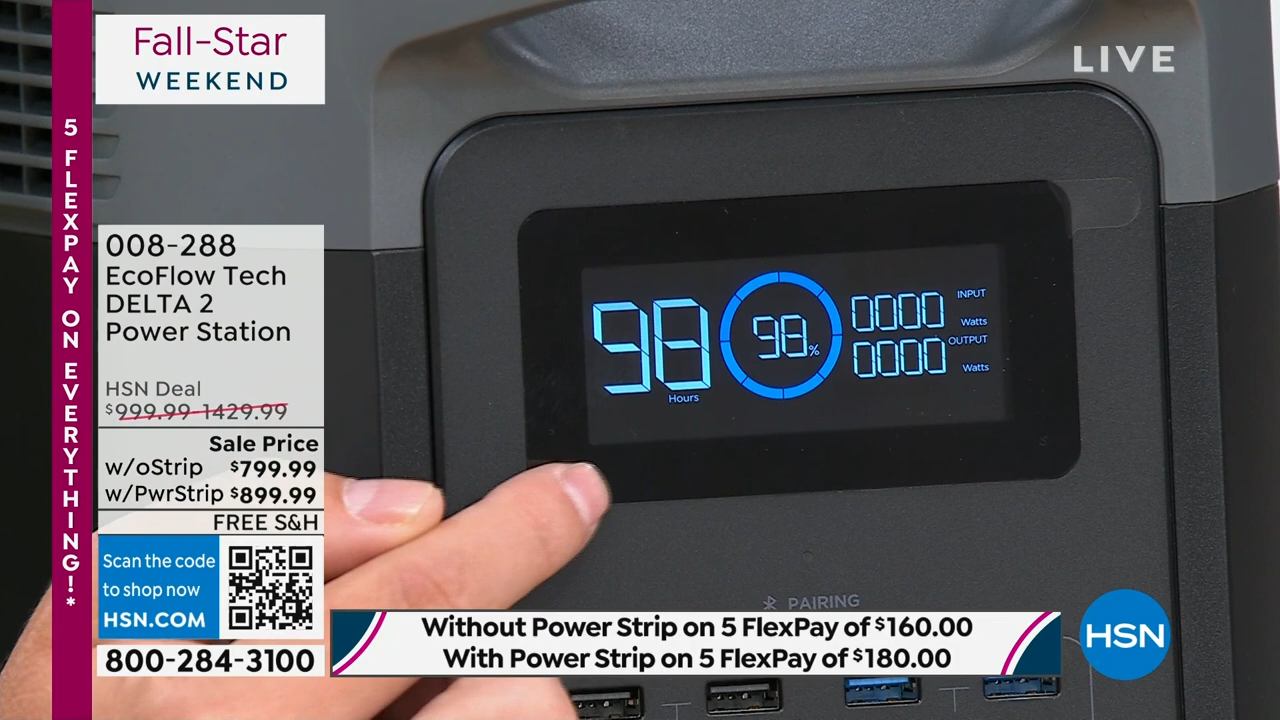 Fall-Star
WEEKEND
LIVE
5 FLEXPAY ON EVERYTHING!*
008-288
EcoFlow Tech
DELTA 2
Power Station
HSN Deal
$999.99-1429.99
Sale Price
w/oStrip $799.99
w/PwrStrip $899.99
FREE S&H
Scan the code
to shop now
HSN.COM
800-284-3100
98
Hours
98%
0000 INPUT
Watts
0000 OUTPUT
Watts
PAIRING
Without Power Strip on 5 FlexPay of $160.00
With Power Strip on 5 FlexPay of $180.00
HSN